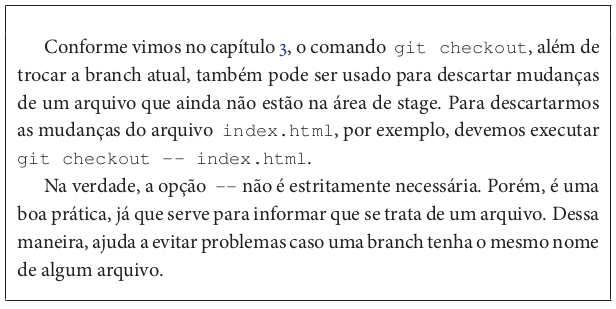 Conforme vimos no capítulo 3, o comando git checkout, além de
trocar a branch atual, também pode ser usado para descartar mudanças
de um arquivo que ainda não estão na área de stage. Para descartarmos
as mudanças do arquivo index.html, por exemplo, devemos executar
git checkout -- index.html.
Na verdade, a opção -- não é estritamente necessária. Porém, é uma
boa prática, já que serve para informar que se trata de um arquivo. Dessa
maneira, ajuda a evitar problemas caso uma branch tenha o mesmo nome
de algum arquivo.